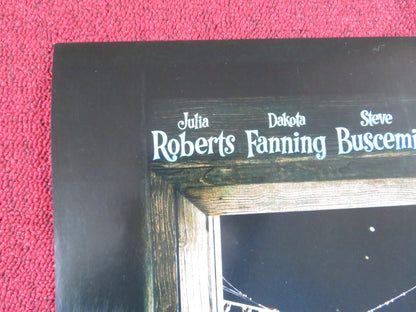 Julia Dakota Steve
Roberts Fanning Buscemi